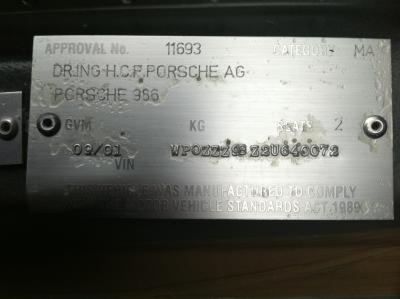 APPROVAL No. 11693 CATEGORY MA
DR.ING·H.C.F.PORSCHE AG
PORSCHE 986
GVM KG SEATS 2
09/01 VIN
THIS VEHICLE WAS MANUFACTURED TO COMPLY
MOTOR VEHICLE STANDARDS ACT 1989